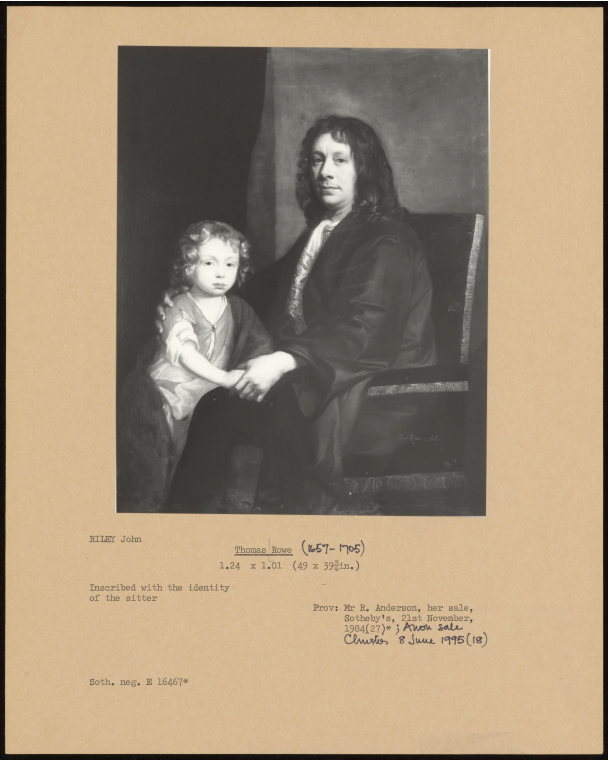 RILEY John
Thomas Rowe (1657-1705)
1.24 x 1.01 (49 x 39¾in.)
Inscribed with the identity
of the sitter
Prov: Mr R. Anderson, her sale,
Sotheby's, 21st November,
1984(27)* ; Anon sale
Christies 8 June 1995 (18)
Soth. neg. E 16467*